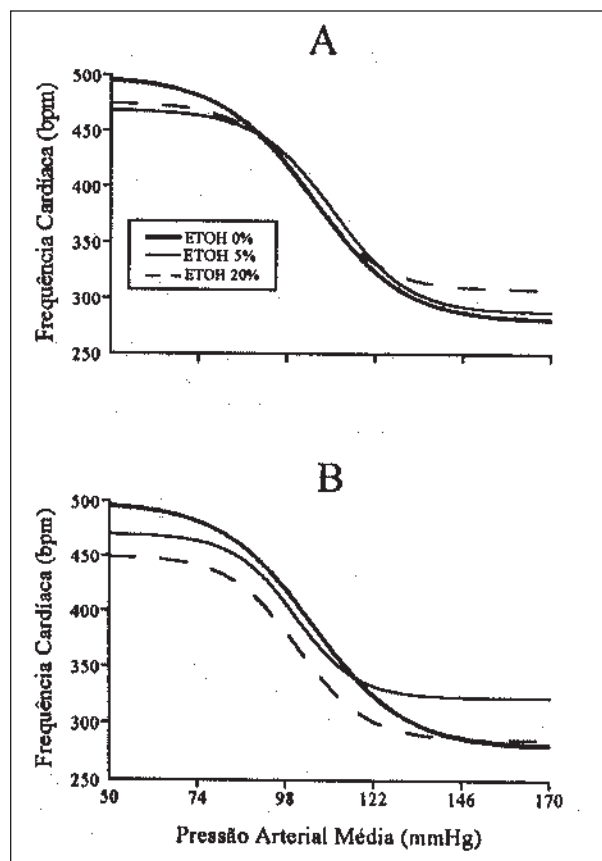 A
Frequência Cardíaca (bpm)
500
450
400
350
300
250
ETOH 0%
ETOH 5%
ETOH 20%
B
Frequência Cardíaca (bpm)
500
450
400
350
300
250
50 74 98 122 146 170
Pressão Arterial Média (mmHg)